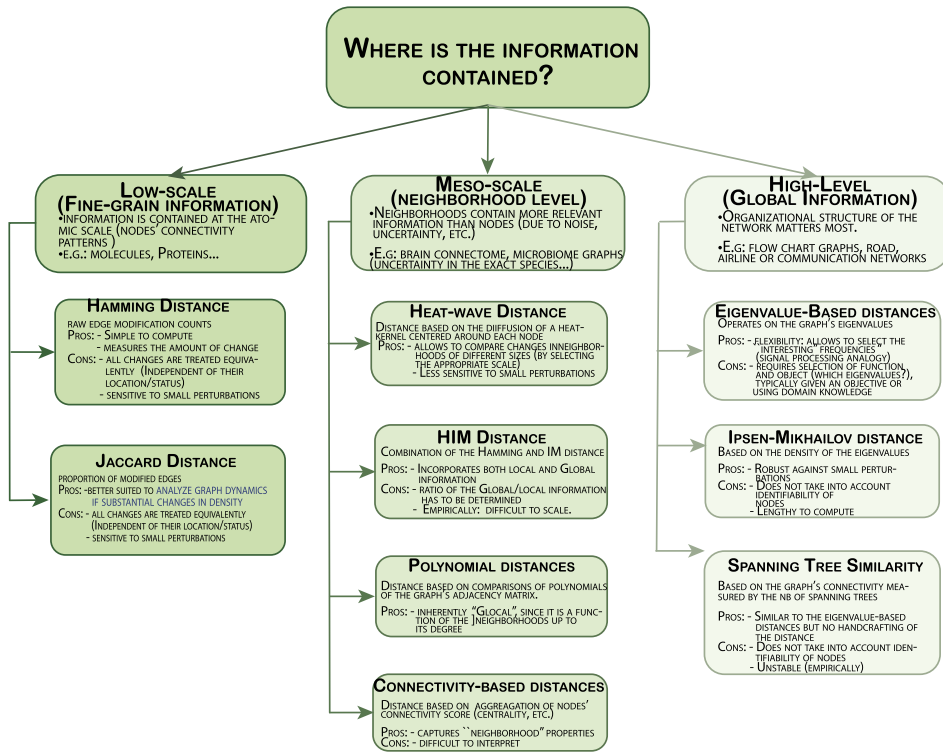 WHERE IS THE INFORMATION
CONTAINED?
LOW-SCALE
(FINE-GRAIN INFORMATION)
•INFORMATION IS CONTAINED AT THE ATO-
MIC SCALE (NODES' CONNECTIVITY
PATTERNS )
•E.G.: MOLECULES, PROTEINS...
HAMMING DISTANCE
RAW EDGE MODIFICATION COUNTS
PROS: - SIMPLE TO COMPUTE
- MEASURES THE AMOUNT OF CHANGE
CONS: - ALL CHANGES ARE TREATED EQUIVA-
LENTLY (INDEPENDENT OF THEIR
LOCATION/STATUS)
- SENSITIVE TO SMALL PERTURBATIONS
JACCARD DISTANCE
PROPORTION OF MODIFIED EDGES
PROS: -BETTER SUITED TO ANALYZE GRAPH DYNAMICS
IF SUBSTANTIAL CHANGES IN DENSITY
CONS: - ALL CHANGES ARE TREATED EQUIVALENTLY
(INDEPENDENT OF THEIR LOCATION/STATUS)
- SENSITIVE TO SMALL PERTURBATIONS
MESO-SCALE
(NEIGHBORHOOD LEVEL)
•NEIGHBORHOODS CONTAIN MORE RELEVANT
INFORMATION THAN NODES (DUE TO NOISE,
UNCERTAINTY, ETC.)
•E.G: BRAIN CONNECTOME, MICROBIOME GRAPHS
(UNCERTAINTY IN THE EXACT SPECIES...)
HEAT-WAVE DISTANCE
DISTANCE BASED ON THE DIFFUSION OF A HEAT-
KERNEL CENTERED AROUND EACH NODE
PROS: - ALLOWS TO COMPARE CHANGES INNEIGHBOR-
HOODS OF DIFFERENT SIZES (BY SELECTING
THE APPROPRIATE SCALE)
- LESS SENSITIVE TO SMALL PERTURBATIONS
HIM DISTANCE
COMBINATION OF THE HAMMING AND IM DISTANCE
PROS: - INCORPORATES BOTH LOCAL AND GLOBAL
INFORMATION
CONS: - RATIO OF THE GLOBAL/LOCAL INFORMATION
HAS TO BE DETERMINED
- EMPIRICALLY: DIFFICULT TO SCALE.
POLYNOMIAL DISTANCES
DISTANCE BASED ON COMPARISONS OF POLYNOMIALS
OF THE GRAPH'S ADJACENCY MATRIX.
PROS: - INHERENTLY "GLOCAL", SINCE IT IS A FUNC-
TION OF THE ]NEIGHBORHOODS UP TO
ITS DEGREE
CONNECTIVITY-BASED DISTANCES
DISTANCE BASED ON AGGREAGATION OF NODES'
CONNECTIVITY SCORE (CENTRALITY, ETC.)
PROS: - CAPTURES ``NEIGHBORHOOD" PROPERTIES
CONS: - DIFFICULT TO INTERPRET
HIGH-LEVEL
(GLOBAL INFORMATION)
•ORGANIZATIONAL STRUCTURE OF THE
NETWORK MATTERS MOST.
•E.G: FLOW CHART GRAPHS, ROAD,
AIRLINE OR COMMUNICATION NETWORKS
EIGENVALUE-BASED DISTANCES
OPERATES ON THE GRAPH'S EIGENVALUES
PROS: - FLEXIBILITY: ALLOWS TO SELECT THE
"INTERESTING" FREQUENCIES
(SIGNAL PROCESSING ANALOGY)
CONS: - REQUIRES SELECTION OF FUNCTION,
AND OBJECT (WHICH EIGENVALUES?),
TYPICALLY GIVEN AN OBJECTIVE OR
USING DOMAIN KNOWLEDGE
IPSEN-MIKHAILOV DISTANCE
BASED ON THE DENSITY OF THE EIGENVALUES
PROS: - ROBUST AGAINST SMALL PERTUR-
BATIONS
CONS: - DOES NOT TAKE INTO ACCOUNT
IDENTIFIABILITY OF
NODES
- LENGTHY TO COMPUTE
SPANNING TREE SIMILARITY
BASED ON THE GRAPH'S CONNECTIVITY MEA-
SURED BY THE NB OF SPANNING TREES
PROS: - SIMILAR TO THE EIGENVALUE-BASED
DISTANCES BUT NO HANDCRAFTING OF
THE DISTANCE
CONS: - DOES NOT TAKE INTO ACCOUNT IDEN-
TIFIABILITY OF NODES
- UNSTABLE (EMPIRICALLY)